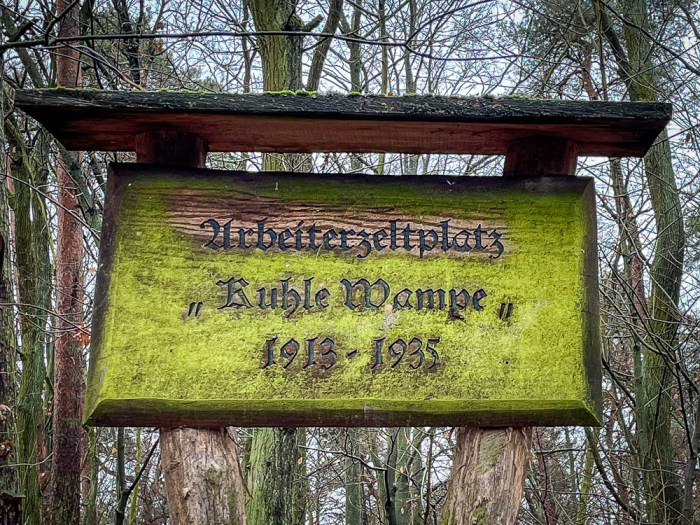 Arbeiterzeltplatz
„ Kuhle Wampe „
1913 - 1935